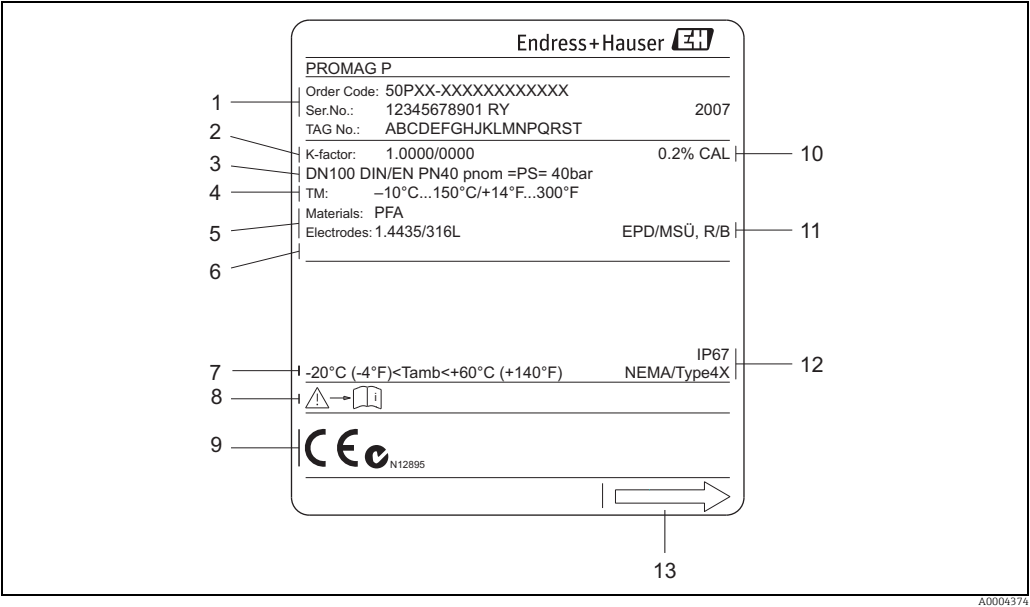 Endress+Hauser EH
PROMAG P
Order Code: 50PXX-XXXXXXXXXXXX
1
Ser.No.: 12345678901 RY 2007
TAG No.: ABCDEFGHJKLMNPQRST
2
K-factor: 1.0000/0000 0.2% CAL 10
3
DN100 DIN/EN PN40 pnom =PS= 40bar
4
TM: –10°C...150°C/+14°F...300°F
Materials: PFA
5
Electrodes: 1.4435/316L EPD/MSÜ, R/B 11
6
IP67
12
7
-20°C (-4°F)<Tamb<+60°C (+140°F) NEMA/Type4X
8
i
9
CE N12895
13
A0004374